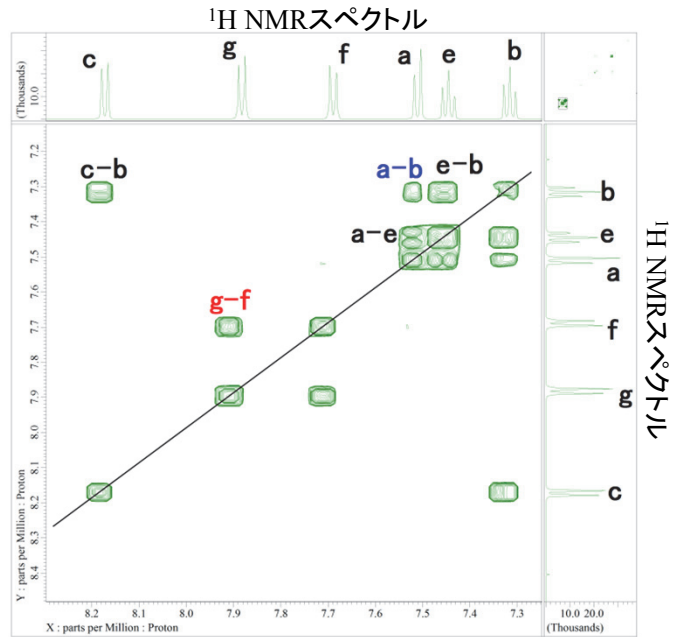 ¹H NMRスペクトル
c
g
f
a
e
b
(Thousands)
10.0
c-b
a-b
e-b
a-e
g-f
7.2
7.3
7.4
7.5
7.6
7.7
7.8
7.9
8.0
8.1
8.2
8.3
8.4
Y : parts per Million : Proton
b
e
a
f
g
c
¹H NMRスペクトル
8.2 8.1 8.0 7.9 7.8 7.7 7.6 7.5 7.4 7.3
X : parts per Million : Proton
10.0 20.0
(Thousands)